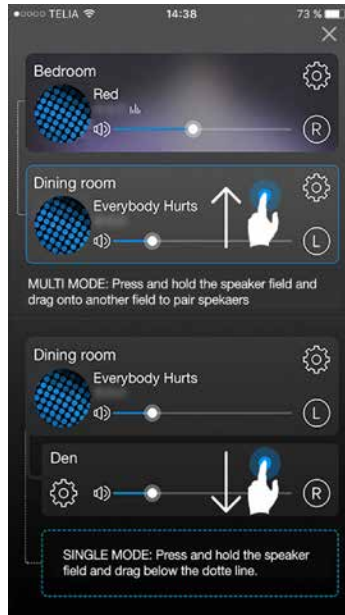 TELIA 14:38 73 %
Bedroom
Red
R
Dining room
Everybody Hurts
L
MULTI MODE: Press and hold the speaker field and
drag onto another field to pair spekaers
Dining room
Everybody Hurts
L
Den
R
SINGLE MODE: Press and hold the speaker
field and drag below the dotte line.